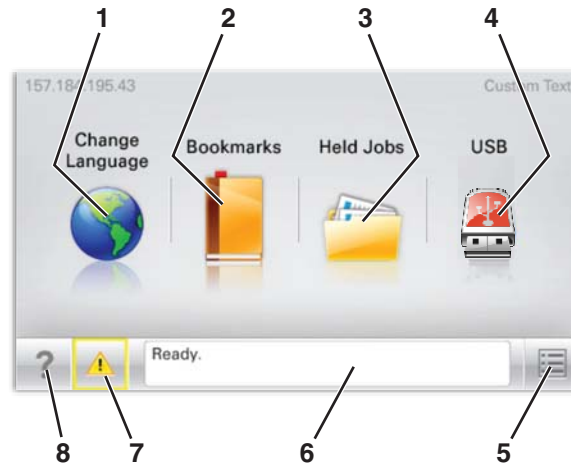 1 2 3 4
157.184.195.43 Custom Text
Change Language Bookmarks Held Jobs USB
? ! Ready.
8 7 6 5